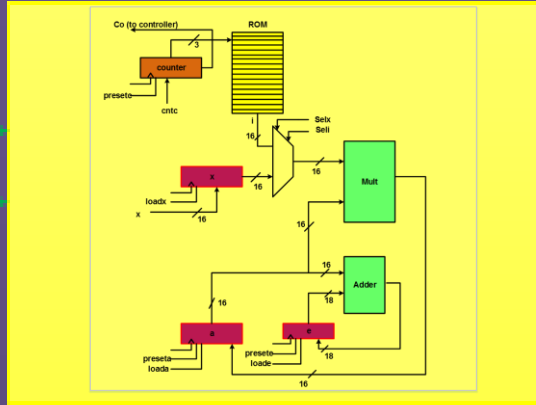 Co (to controller)
ROM
3
counter
presetc
cntc
i
16
Selx
Seli
16
x
16
loadx
x
16
Mult
16
16
16
Adder
18
a
e
preseta
loada
presete
loade
18
16